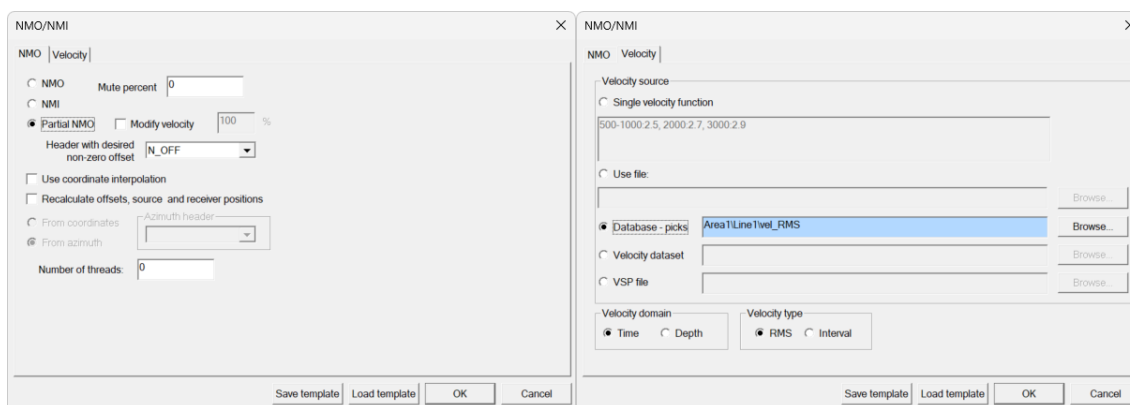 NMO/NMI
NMO Velocity
NMO Mute percent 0
NMI
Partial NMO Modify velocity 100 %
Header with desired
non-zero offset N_OFF
Use coordinate interpolation
Recalculate offsets, source and receiver positions
From coordinates Azimuth header
From azimuth
Number of threads: 0
Save template Load template OK Cancel
NMO/NMI
NMO Velocity
Velocity source
Single velocity function
500-1000:2.5, 2000:2.7, 3000:2.9
Use file:
Browse...
Database - picks Area1\Line1\vel_RMS Browse...
Velocity dataset Browse...
VSP file Browse...
Velocity domain Velocity type
Time Depth RMS Interval
Save template Load template OK Cancel